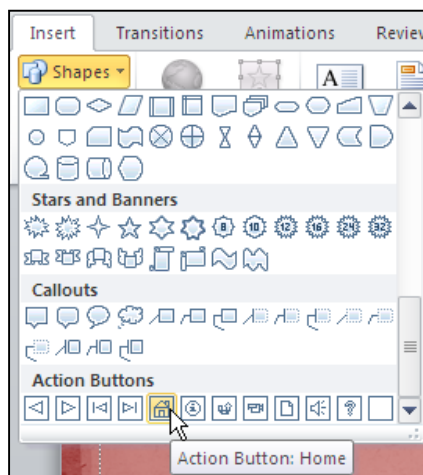 Insert Transitions Animations Review
Shapes
A
Stars and Banners
8 10 12 16 24 32
Callouts
Action Buttons
i ?
Action Button: Home